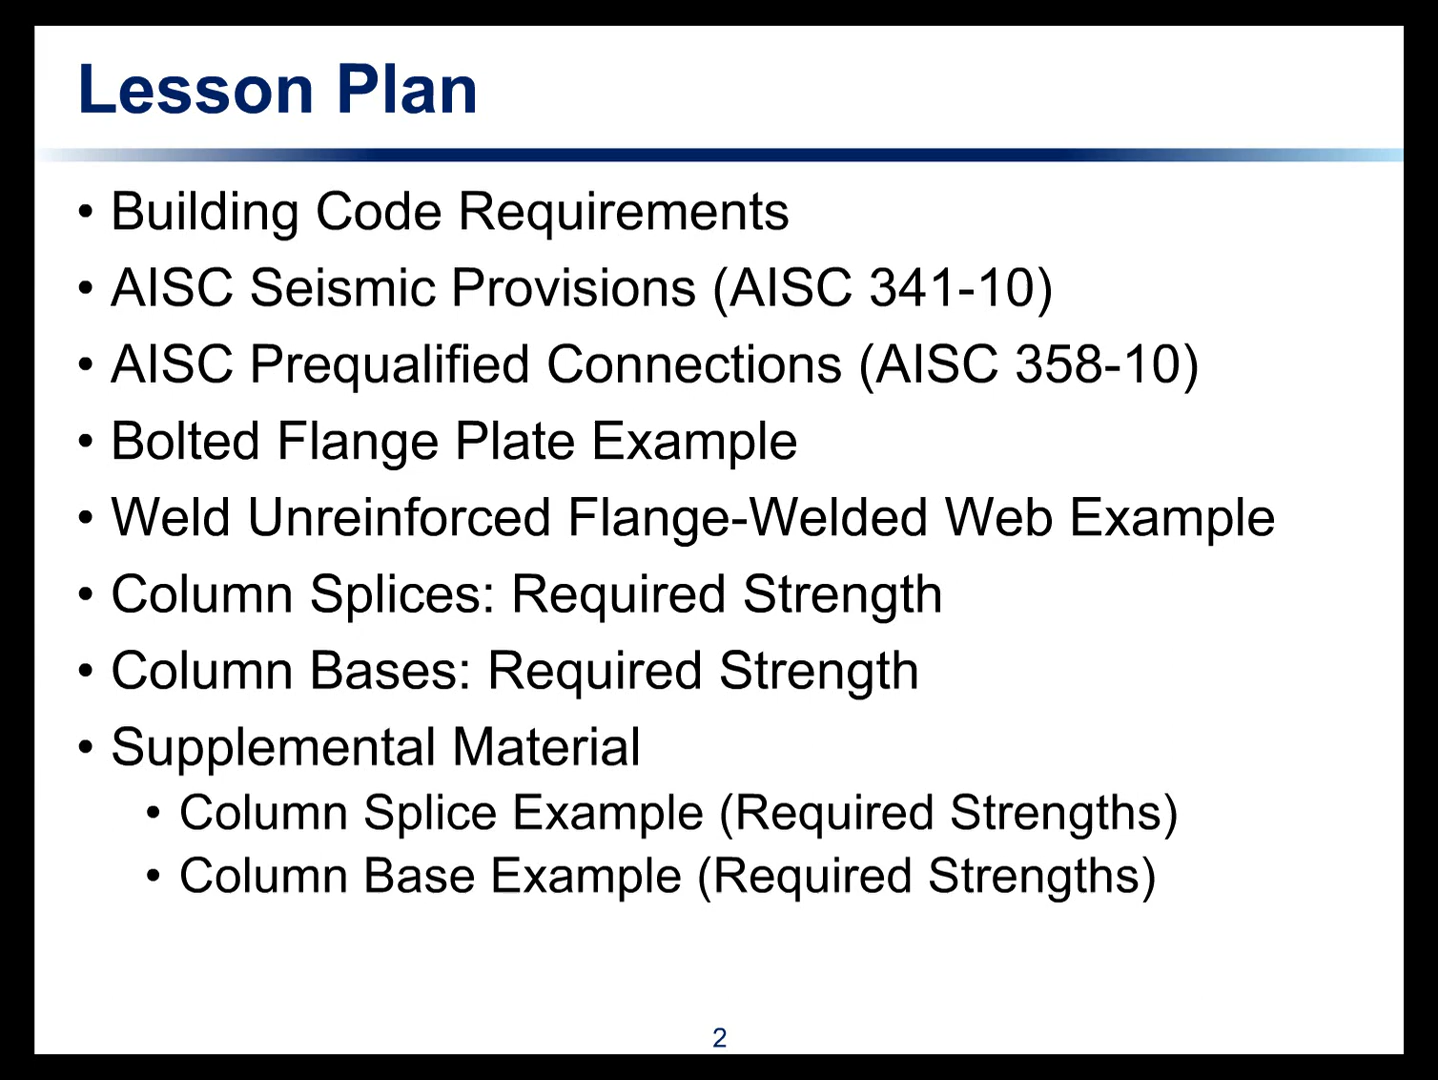 Lesson Plan
• Building Code Requirements
• AISC Seismic Provisions (AISC 341-10)
• AISC Prequalified Connections (AISC 358-10)
• Bolted Flange Plate Example
• Weld Unreinforced Flange-Welded Web Example
• Column Splices: Required Strength
• Column Bases: Required Strength
• Supplemental Material
• Column Splice Example (Required Strengths)
• Column Base Example (Required Strengths)
2